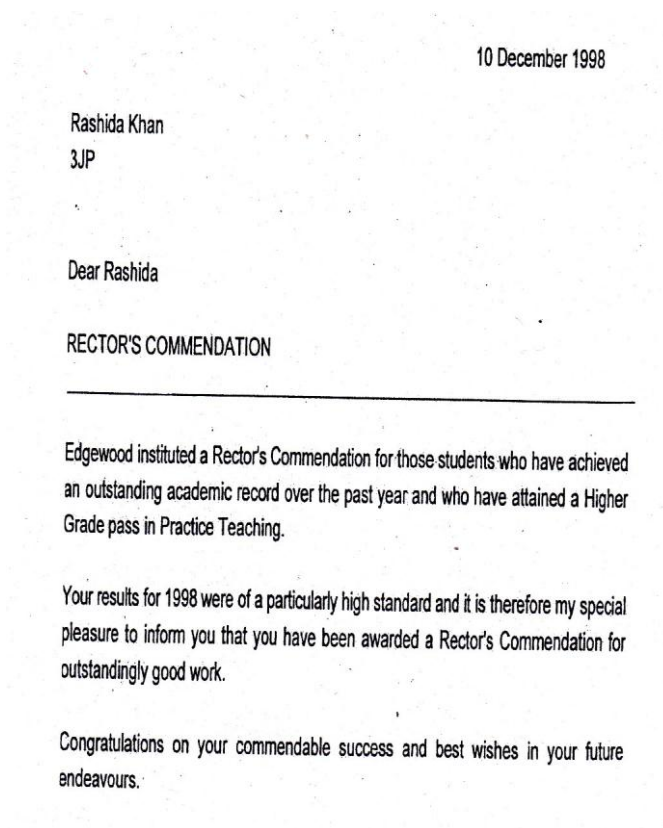 10 December 1998
Rashida Khan
3JP
Dear Rashida
RECTOR'S COMMENDATION
Edgewood instituted a Rector's Commendation for those students who have achieved
an outstanding academic record over the past year and who have attained a Higher
Grade pass in Practice Teaching.
Your results for 1998 were of a particularly high standard and it is therefore my special
pleasure to inform you that you have been awarded a Rector's Commendation for
outstandingly good work.
Congratulations on your commendable success and best wishes in your future
endeavours.